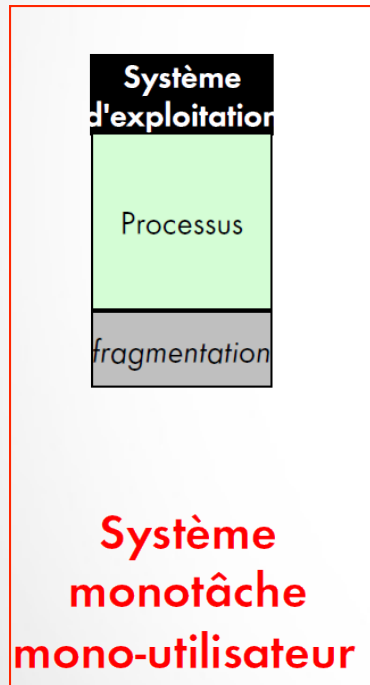 Système
d'exploitation
Processus
fragmentation
Système
monotâche
mono-utilisateur